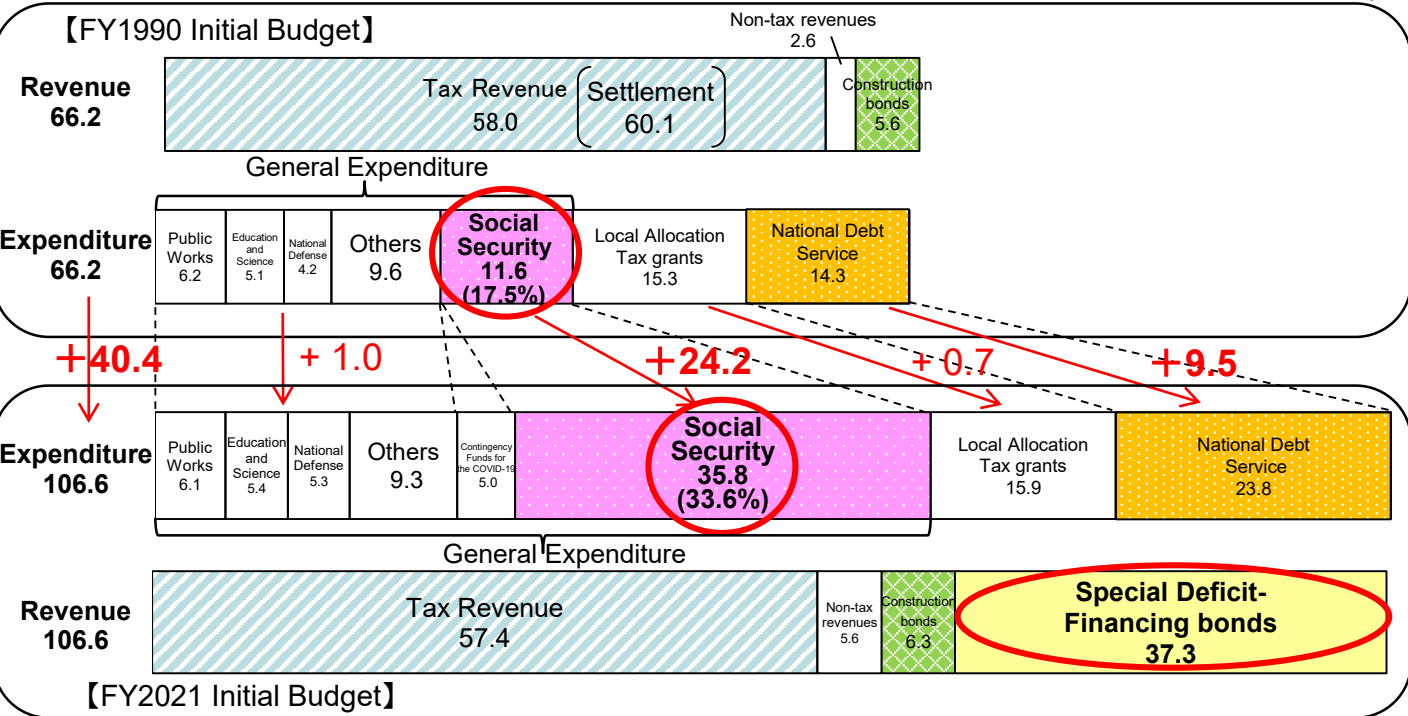 【FY1990 Initial Budget】
Non-tax revenues
2.6
Revenue
66.2
Tax Revenue
58.0
Settlement
60.1
Construction
bonds
5.6
General Expenditure
Expenditure
66.2
Public
Works
6.2
Education
and
Science
5.1
National
Defense
4.2
Others
9.6
Social
Security
11.6
(17.5%)
Local Allocation
Tax grants
15.3
National Debt
Service
14.3
+40.4
+ 1.0
+24.2
+ 0.7
+9.5
Expenditure
106.6
Public
Works
6.1
Education
and
Science
5.4
National
Defense
5.3
Others
9.3
Contingency
Funds for
the COVID-19
5.0
Social
Security
35.8
(33.6%)
Local Allocation
Tax grants
15.9
National Debt
Service
23.8
General Expenditure
Revenue
106.6
Tax Revenue
57.4
Non-tax
revenues
5.6
Construction
bonds
6.3
Special Deficit-
Financing bonds
37.3
【FY2021 Initial Budget】